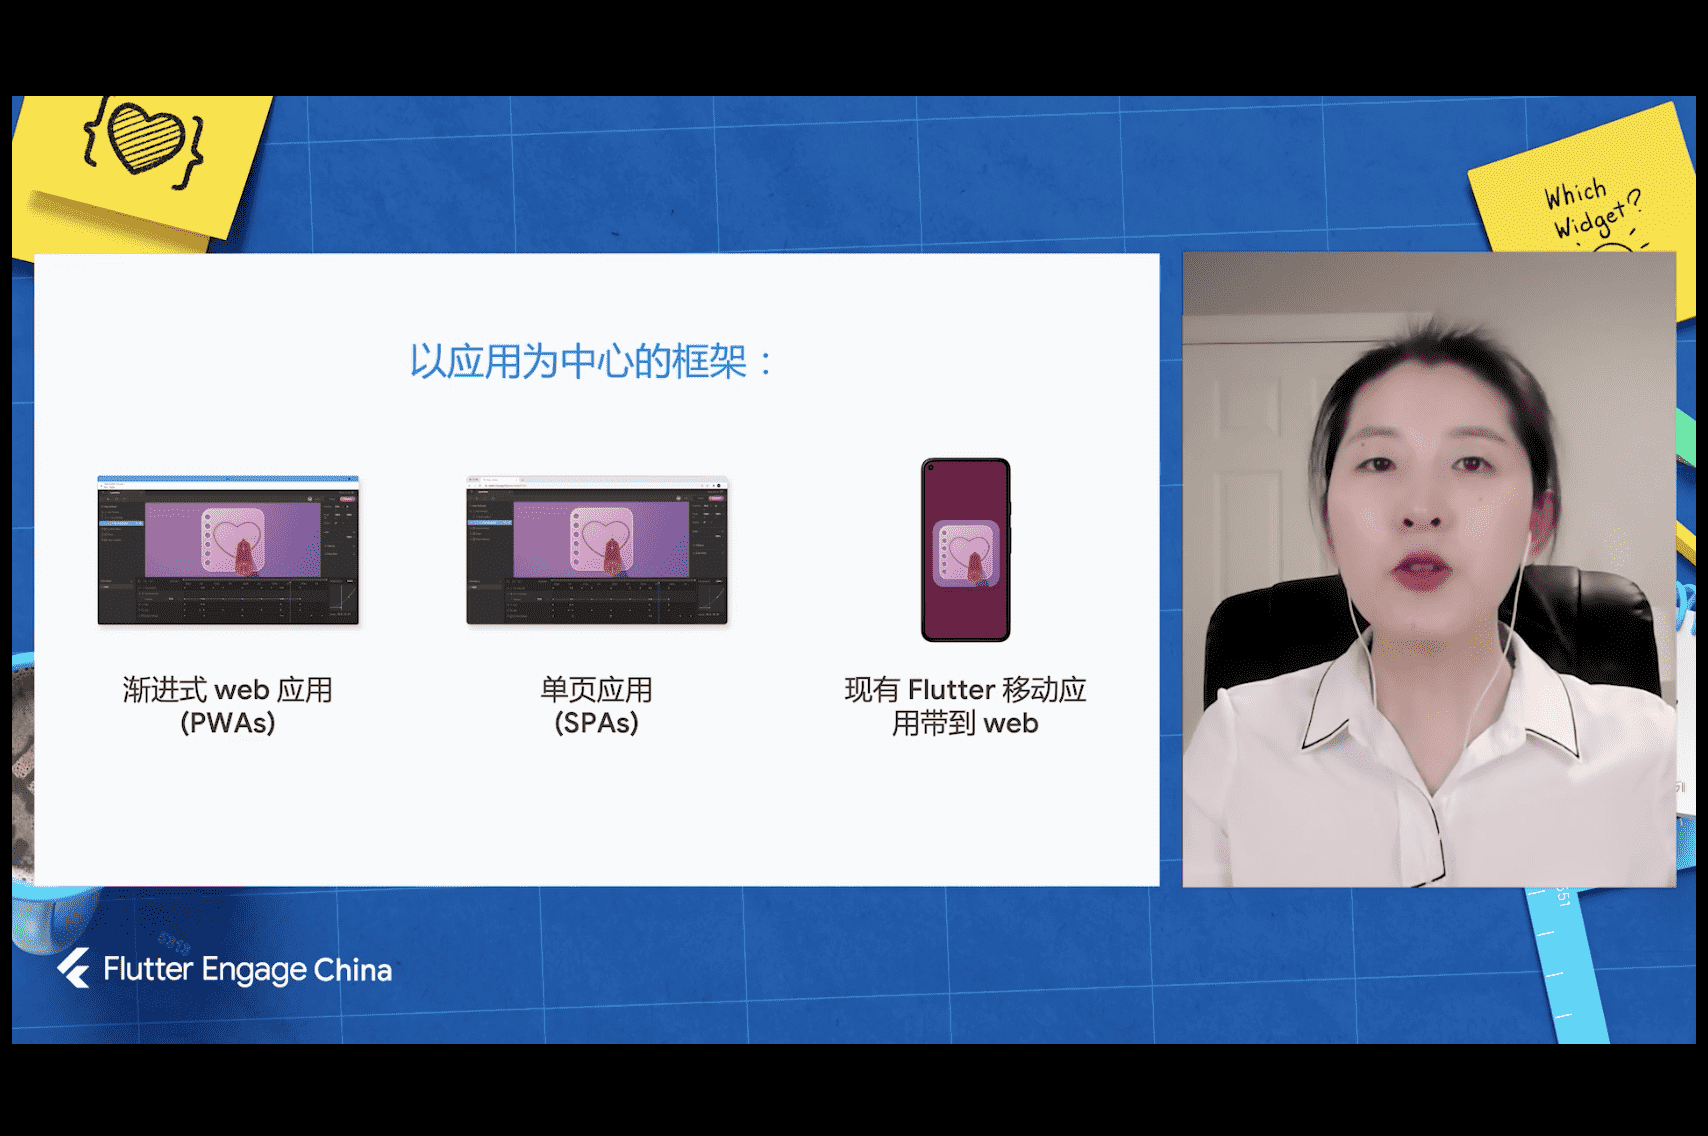 Which
Widget?
以应用为中心的框架：
渐进式 web 应用
(PWAs)
单页应用
(SPAs)
现有 Flutter 移动应
用带到 web
Flutter Engage China